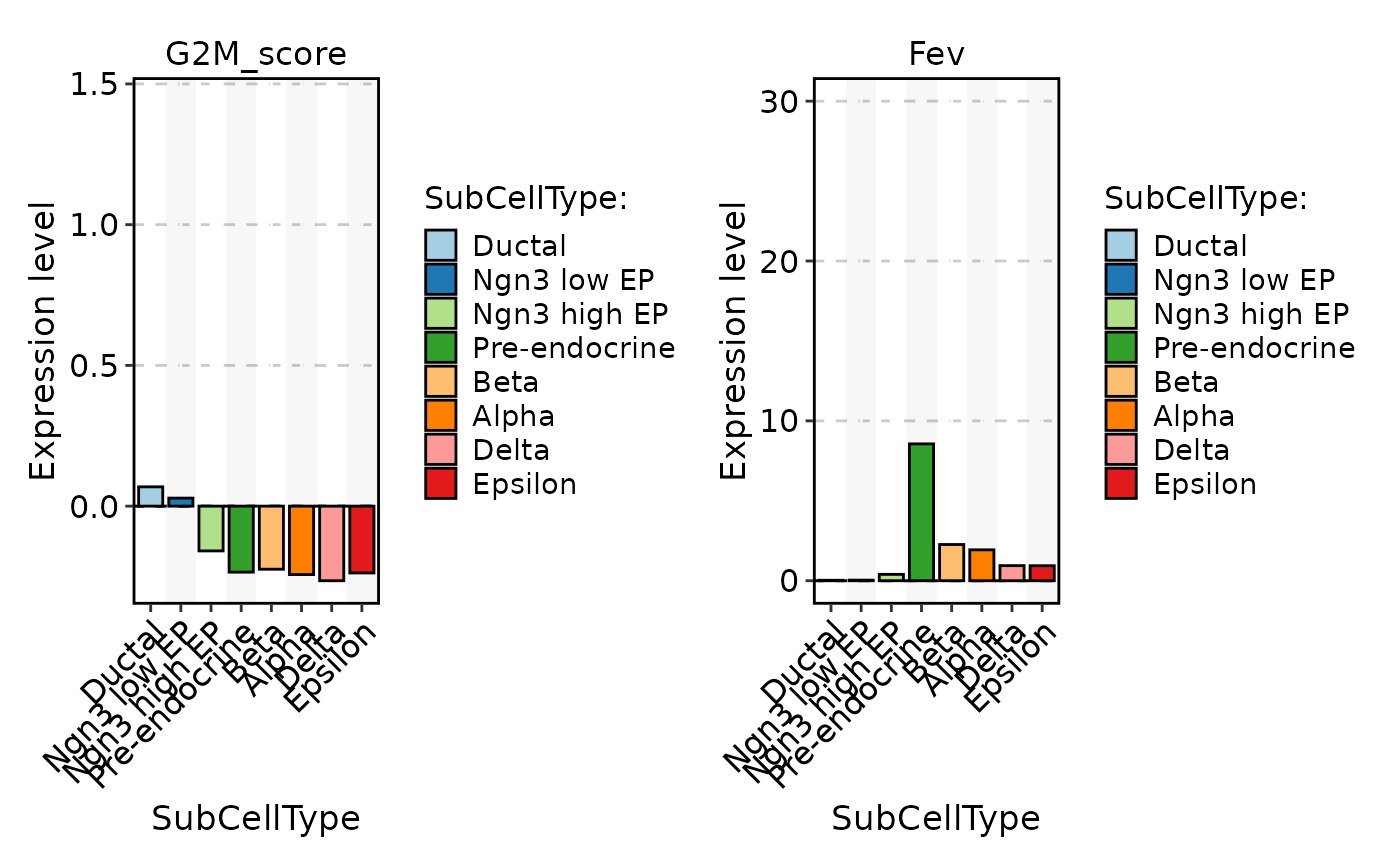 G2M_score
1.5
1.0
0.5
0.0
Expression level
Ductal
Ngn3 low EP
Ngn3 high EP
Pre-endocrine
Beta
Alpha
Delta
Epsilon
SubCellType
SubCellType:
Ductal
Ngn3 low EP
Ngn3 high EP
Pre-endocrine
Beta
Alpha
Delta
Epsilon
Fev
30
20
10
0
Expression level
Ductal
Ngn3 low EP
Ngn3 high EP
Pre-endocrine
Beta
Alpha
Delta
Epsilon
SubCellType
SubCellType:
Ductal
Ngn3 low EP
Ngn3 high EP
Pre-endocrine
Beta
Alpha
Delta
Epsilon